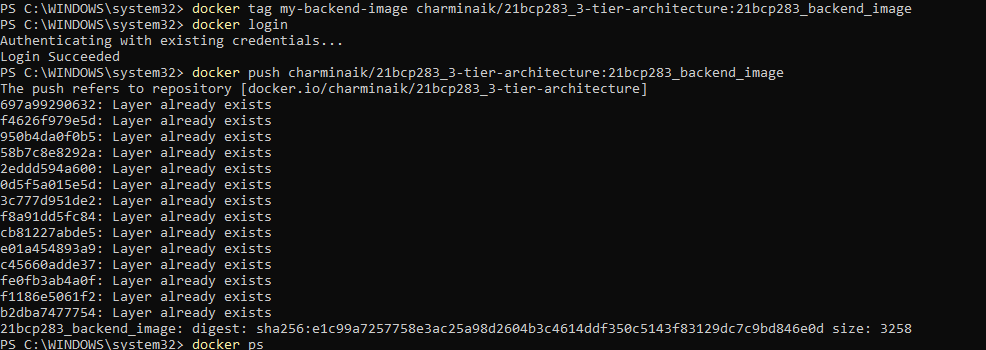 PS C:\WINDOWS\system32> docker tag my-backend-image charminaik/21bcp283_3-tier-architecture:21bcp283_backend_image
PS C:\WINDOWS\system32> docker login
Authenticating with existing credentials...
Login Succeeded
PS C:\WINDOWS\system32> docker push charminaik/21bcp283_3-tier-architecture:21bcp283_backend_image
The push refers to repository [docker.io/charminaik/21bcp283_3-tier-architecture]
697a99290632: Layer already exists
f4626f979e5d: Layer already exists
950b4da0f0b5: Layer already exists
58b7c8e8292a: Layer already exists
2eddd594a600: Layer already exists
0d5f5a015e5d: Layer already exists
3c777d951de2: Layer already exists
f8a91dd5fc84: Layer already exists
cb81227abde5: Layer already exists
e01a454893a9: Layer already exists
c45660adde37: Layer already exists
fe0fb3ab4a0f: Layer already exists
f1186e5061f2: Layer already exists
b2dba7477754: Layer already exists
21bcp283_backend_image: digest: sha256:e1c99a7257758e3ac25a98d2604b3c4614ddf350c5143f83129dc7c9bd846e0d size: 3258
PS C:\WINDOWS\system32> docker ps